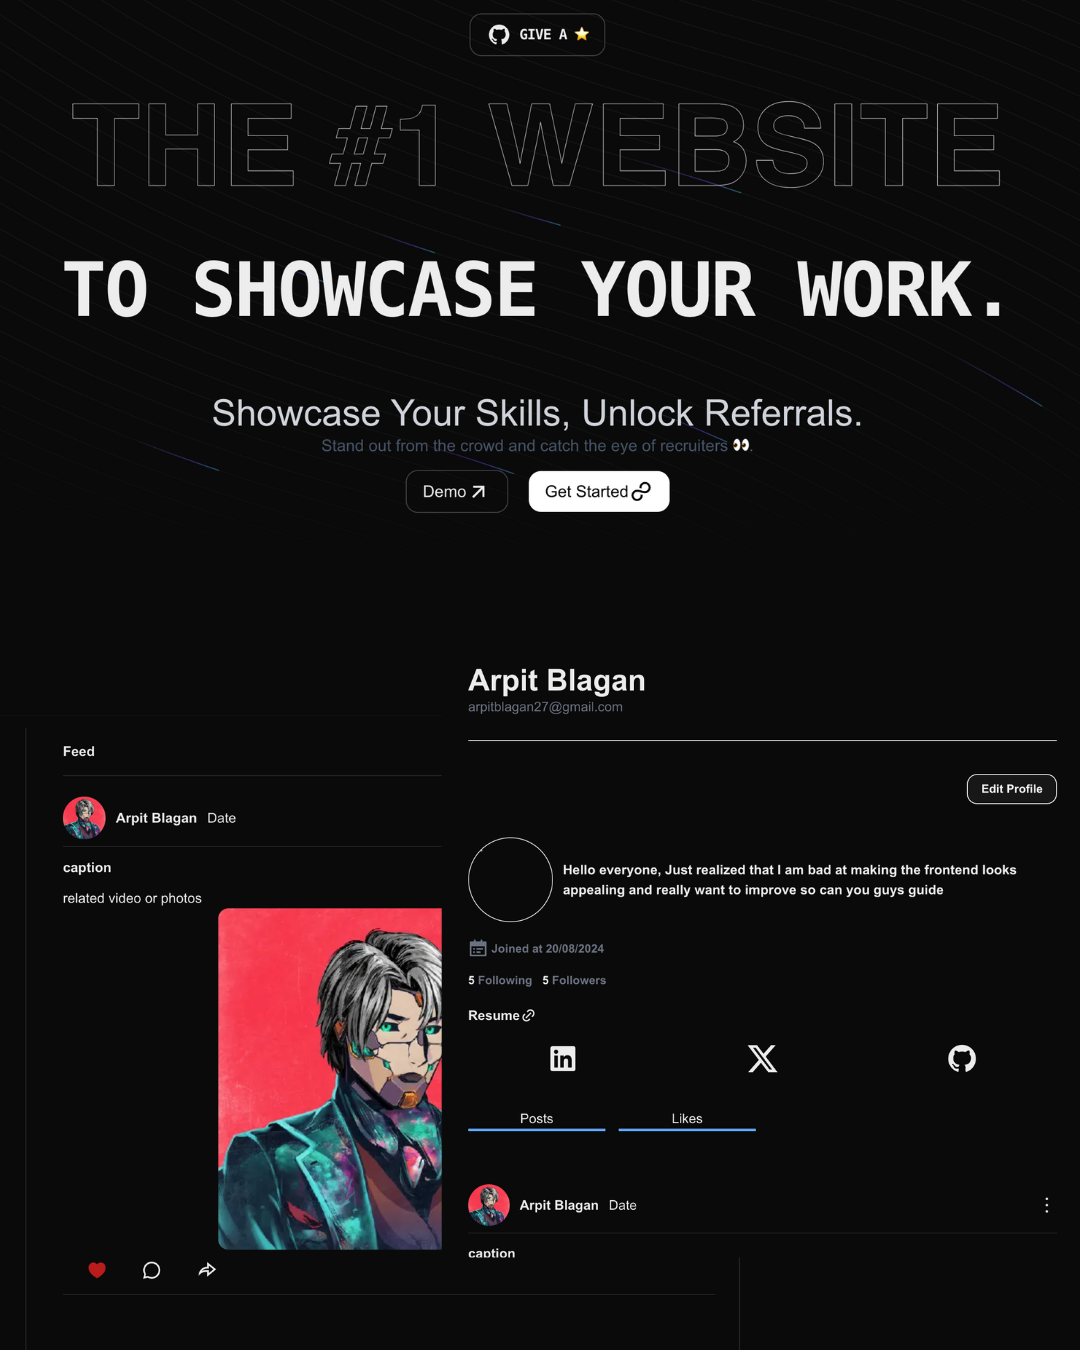 GIVE A ⭐
THE #1 WEBSITE
TO SHOWCASE YOUR WORK.
Showcase Your Skills, Unlock Referrals.
Stand out from the crowd and catch the eye of recruiters 👀.
Demo
Get Started
Feed
Arpit Blagan Date
caption
related video or photos
Arpit Blagan
arpitblagan27@gmail.com
Edit Profile
Hello everyone, Just realized that I am bad at making the frontend looks
appealing and really want to improve so can you guys guide
Joined at 20/08/2024
5 Following 5 Followers
Resume
in
X
Posts Likes
Arpit Blagan Date
caption